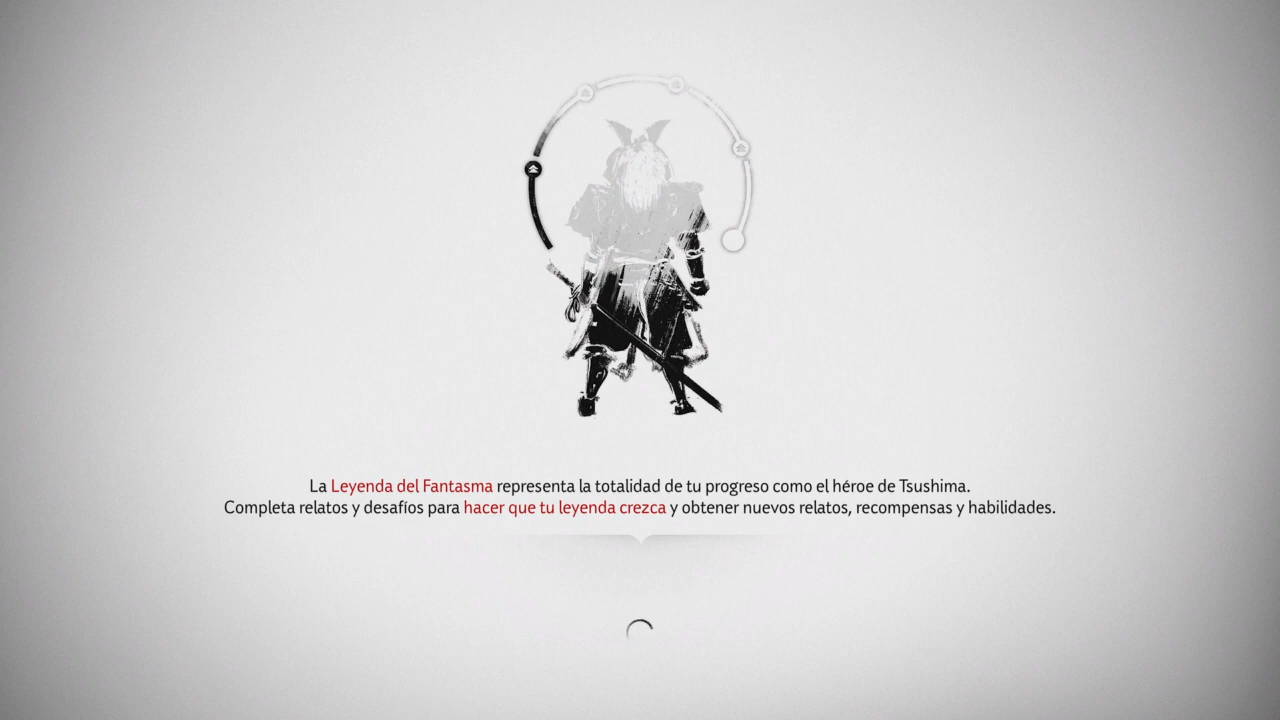 La Leyenda del Fantasma representa la totalidad de tu progreso como el héroe de Tsushima.
Completa relatos y desafíos para hacer que tu leyenda crezca y obtener nuevos relatos, recompensas y habilidades.